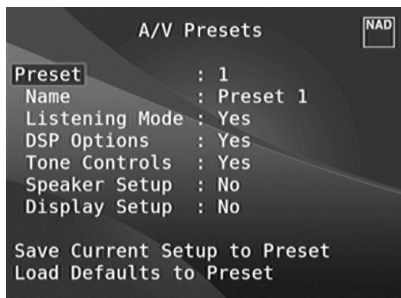 A/V Presets
NAD
Preset : 1
Name : Preset 1
Listening Mode : Yes
DSP Options : Yes
Tone Controls : Yes
Speaker Setup : No
Display Setup : No
Save Current Setup to Preset
Load Defaults to Preset